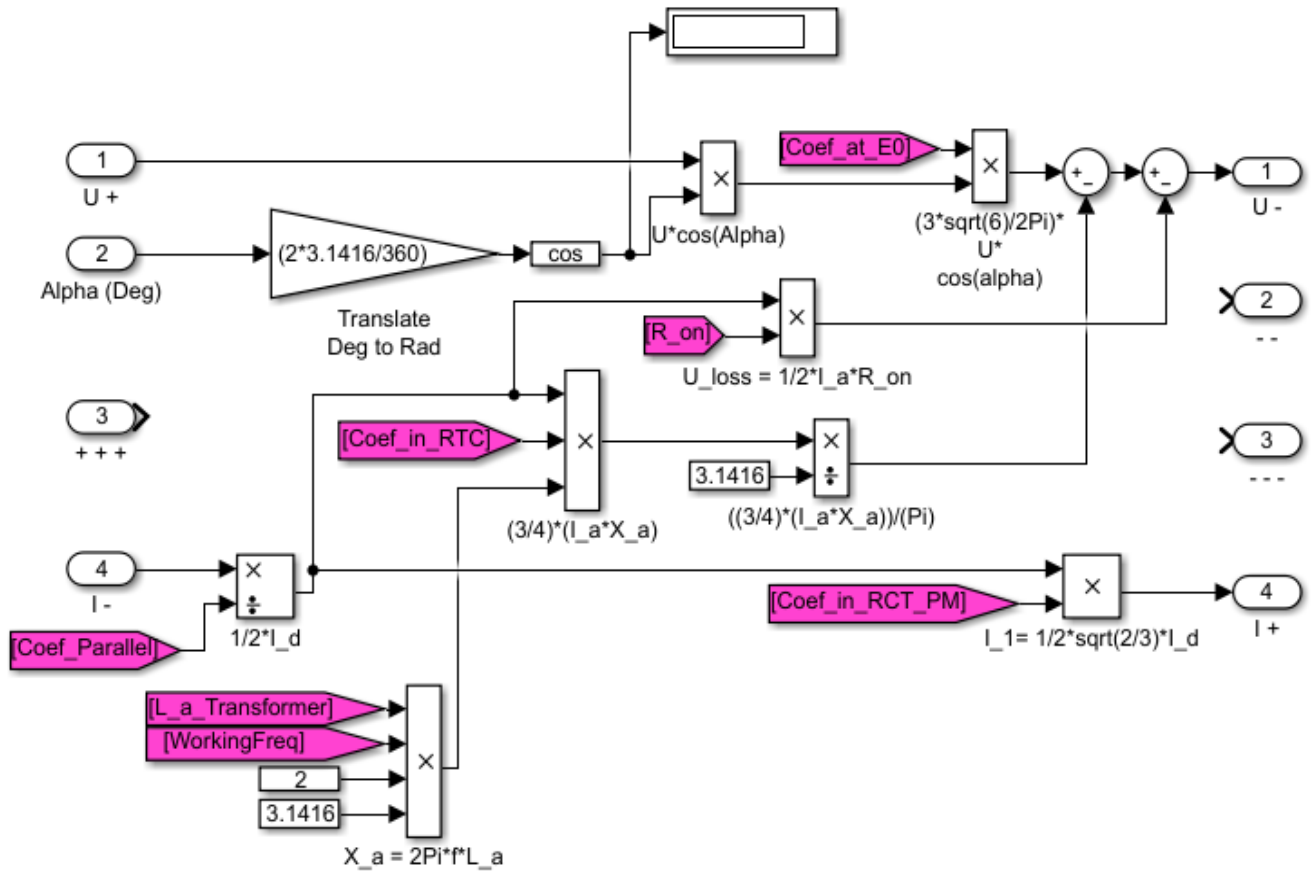 [Coef_at_E0]
1
U +
×
×
+
−
+
−
1
U -
2
Alpha (Deg)
(2*3.1416/360)
cos
U*cos(Alpha)
(3*sqrt(6)/2Pi)*
U*
cos(alpha)
Translate
Deg to Rad
[R_on]
×
U_loss = 1/2*I_a*R_on
2
- -
3
+ + +
[Coef_in_RTC]
×
(3/4)*(I_a*X_a)
3.1416
×
÷
((3/4)*(I_a*X_a))/(Pi)
3
- - -
4
I -
×
÷
1/2*I_d
[Coef_Parallel]
[Coef_in_RCT_PM]
×
I_1= 1/2*sqrt(2/3)*I_d
4
I +
[L_a_Transformer]
[WorkingFreq]
2
3.1416
×
X_a = 2Pi*f*L_a